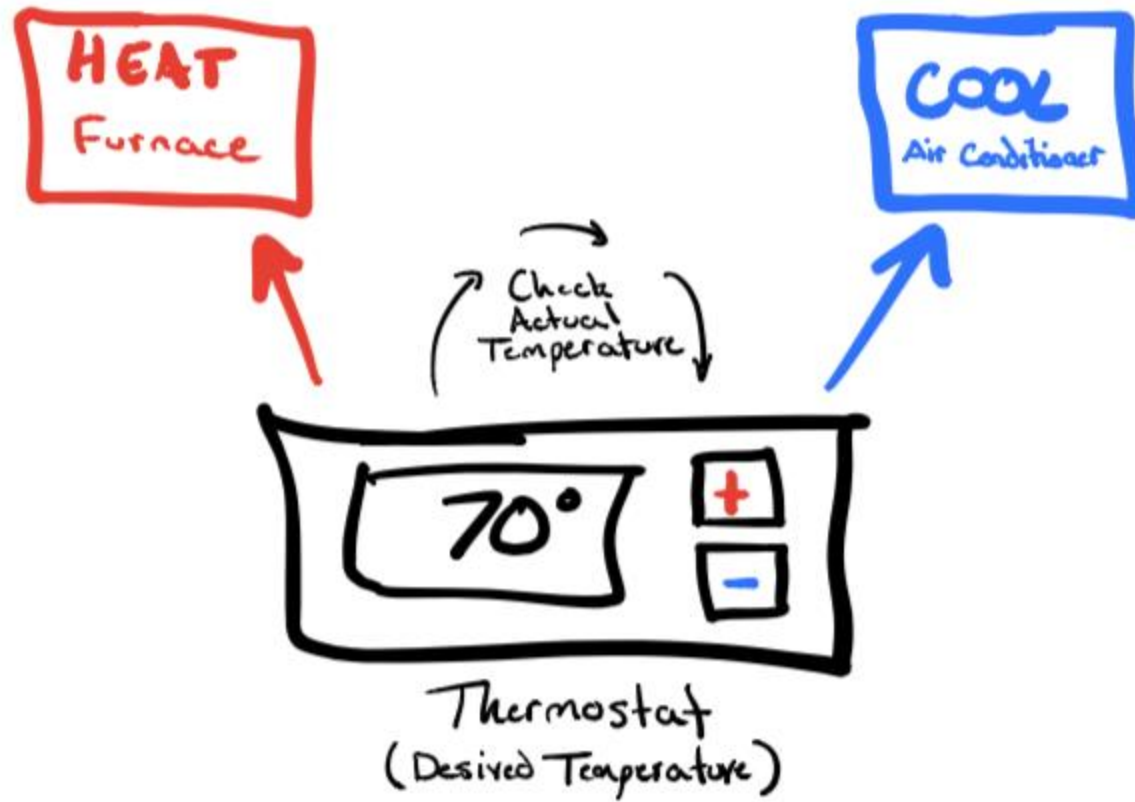 HEAT
Furnace
COOL
Air Conditioner
Check
Actual
Temperature
70°
+
-
Thermostat
(Desired Temperature)